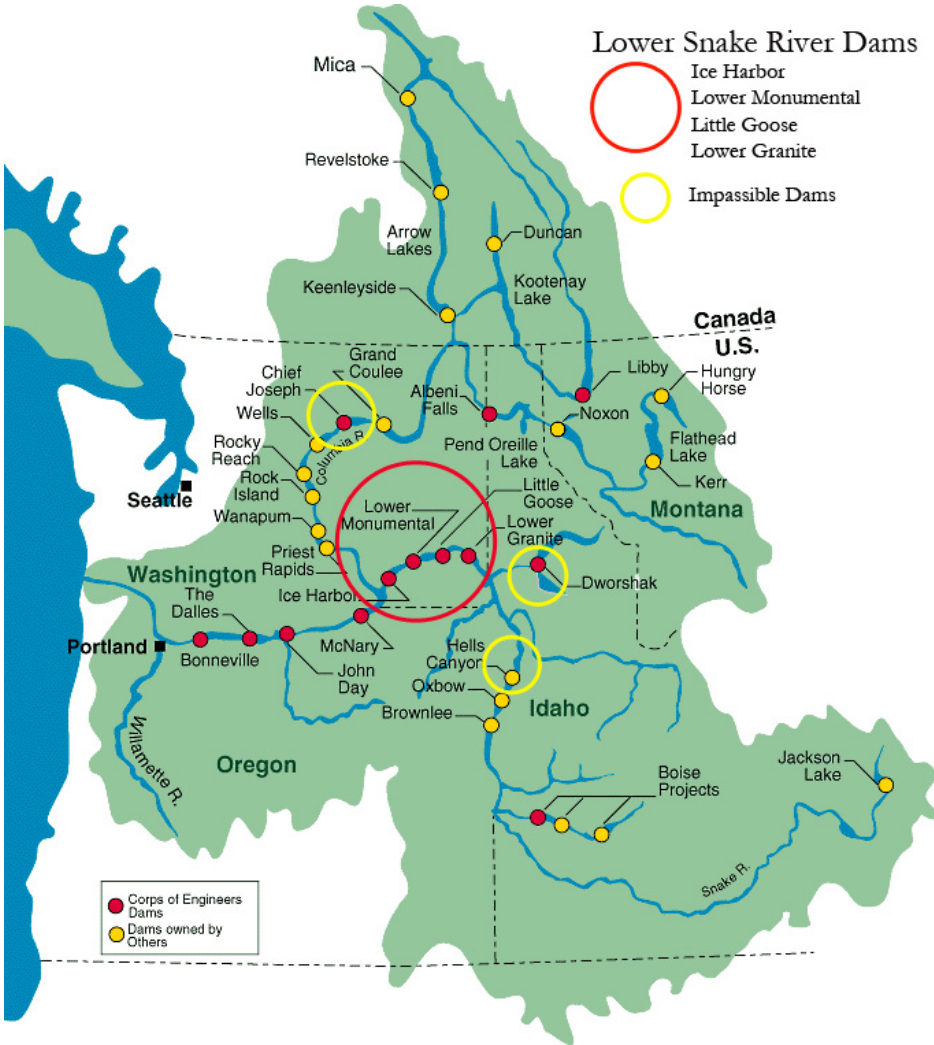 Lower Snake River Dams
Ice Harbor
Lower Monumental
Little Goose
Lower Granite
Impassible Dams
Mica
Revelstoke
Arrow
Lakes
Duncan
Kootenay
Lake
Keenleyside
Canada
U.S.
Grand
Coulee
Chief
Joseph
Albeni
Falls
Libby
Hungry
Horse
Wells
Noxon
Columbia R.
Pend Oreille
Lake
Flathead
Lake
Rocky
Reach
Kerr
Rock
Island
Seattle
Little
Goose
Lower
Monumental
Montana
Wanapum
Lower
Granite
Priest
Rapids
Washington
Ice Harbor
Dworshak
The
Dalles
Portland
Bonneville
McNary
John
Day
Hells
Canyon
Oxbow
Idaho
Brownlee
Willamette R.
Oregon
Boise
Projects
Jackson
Lake
Snake R.
Corps of Engineers
Dams
Dams owned by
Others